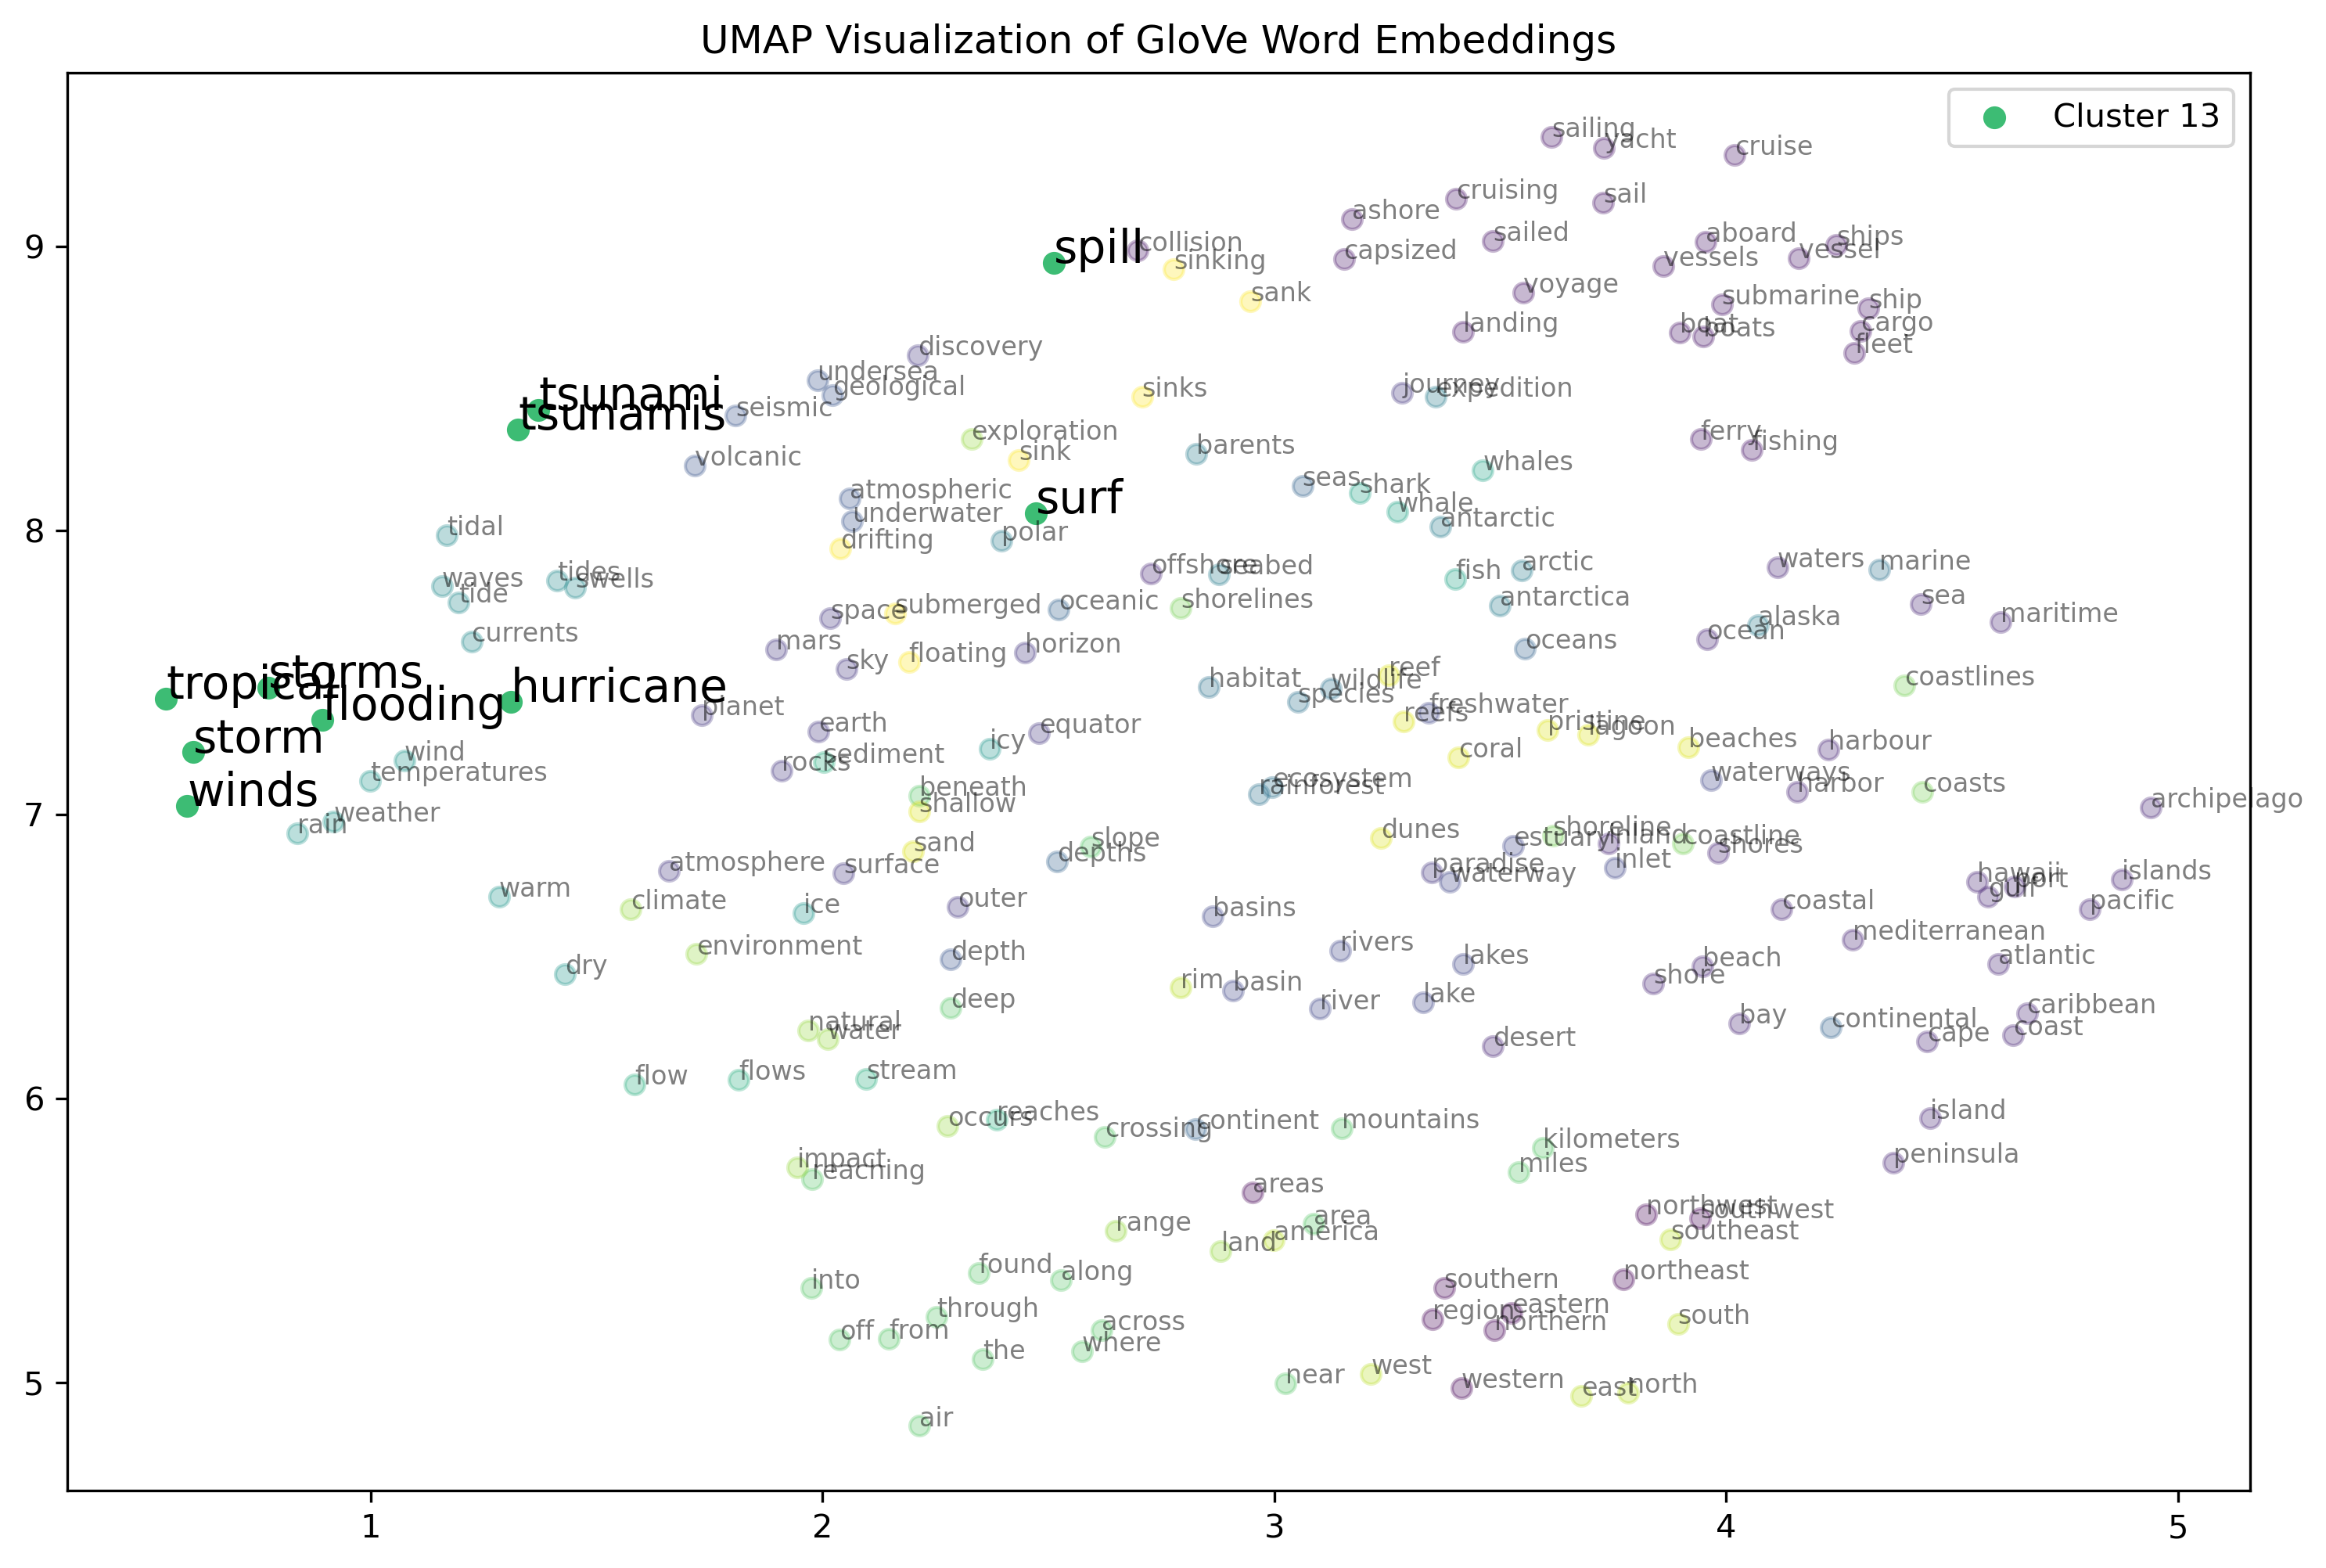 UMAP Visualization of GloVe Word Embeddings
Cluster 13
sailing
yacht
cruise
cruising
sail
ashore
sailed
aboard
ships
spill
collision
sinking
capsized
vessels
vessel
sank
voyage
submarine
ship
landing
boat
boats
cargo
fleet
discovery
undersea
geological
tsunami
tsunamis
seismic
sinks
journey
expedition
exploration
sink
barents
ferry
fishing
volcanic
whales
atmospheric
seas
shark
underwater
surf
whale
antarctic
tidal
drifting
polar
waves
tides
swells
tide
offshore
seabed
fish
arctic
waters
marine
currents
space
submerged
oceanic
shorelines
antarctica
sea
maritime
mars
sky
floating
horizon
oceans
ocean
alaska
tropical
storms
flooding
hurricane
habitat
wildlife
reef
species
coastlines
planet
earth
equator
reefs
freshwater
pristine
lagoon
storm
wind
icy
coral
beaches
harbour
temperatures
rocks
sediment
winds
beneath
shallow
rainforest
ecosystem
waterways
harbor
coasts
archipelago
rain
weather
sand
slope
depths
dunes
estuary
shoreline
inland
coastline
shores
atmosphere
surface
paradise
waterway
inlet
warm
climate
ice
outer
basins
hawaii
gulf
port
islands
pacific
coastal
environment
depth
rivers
lakes
beach
shore
mediterranean
atlantic
dry
deep
rim
basin
river
lake
natural
water
desert
bay
continental
cape
caribbean
coast
flow
flows
stream
occurs
reaches
crossing
continent
mountains
kilometers
miles
island
peninsula
impact
reaching
areas
area
america
range
land
northwest
southwest
southeast
found
along
into
through
southern
northeast
region
eastern
northern
south
off
from
the
across
where
near
west
western
east
north
air
9
8
7
6
5
1
2
3
4
5